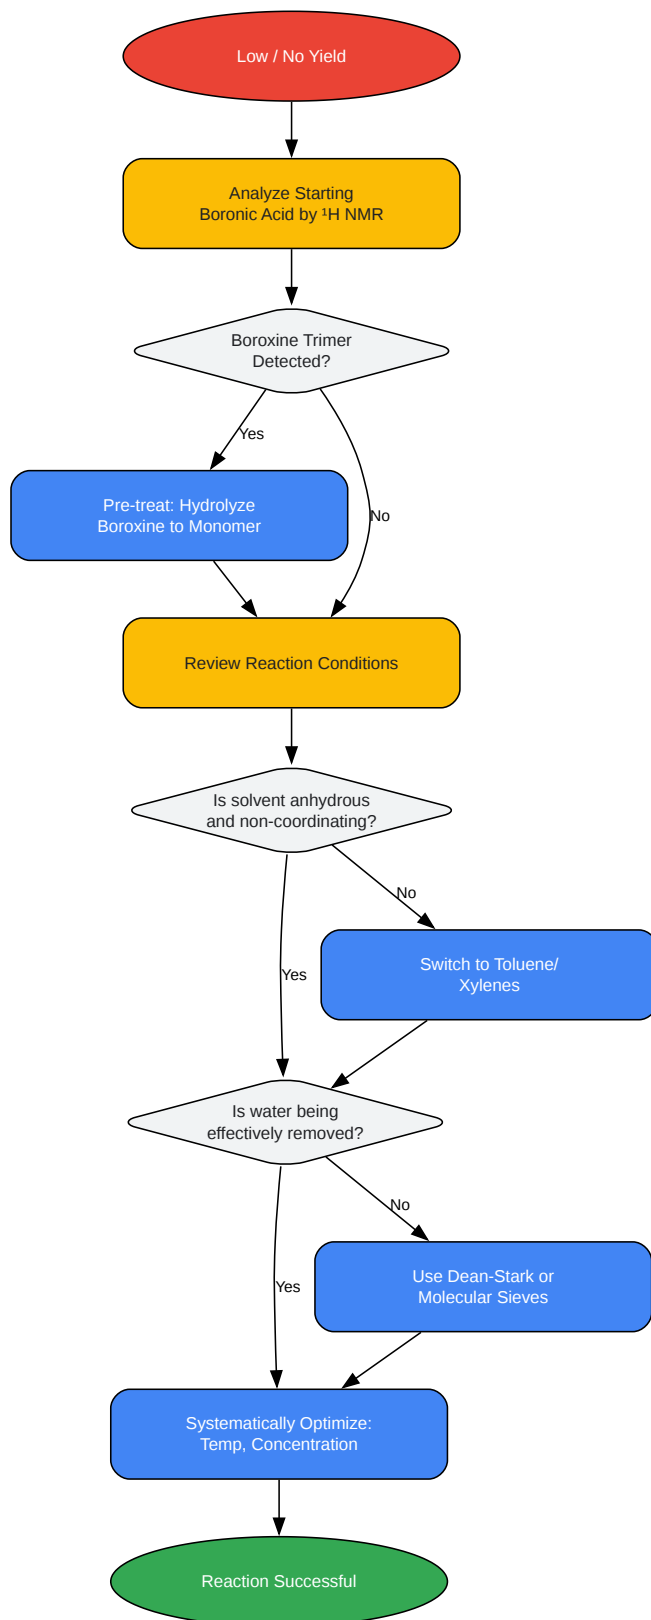 Low / No Yield
Analyze Starting
Boronic Acid by ¹H NMR
Boroxine Trimer
Detected?
Yes
Pre-treat: Hydrolyze
Boroxine to Monomer
No
Review Reaction Conditions
Is solvent anhydrous
and non-coordinating?
No
Switch to Toluene/
Xylenes
Yes
Is water being
effectively removed?
No
Use Dean-Stark or
Molecular Sieves
Yes
Systematically Optimize:
Temp, Concentration
Reaction Successful